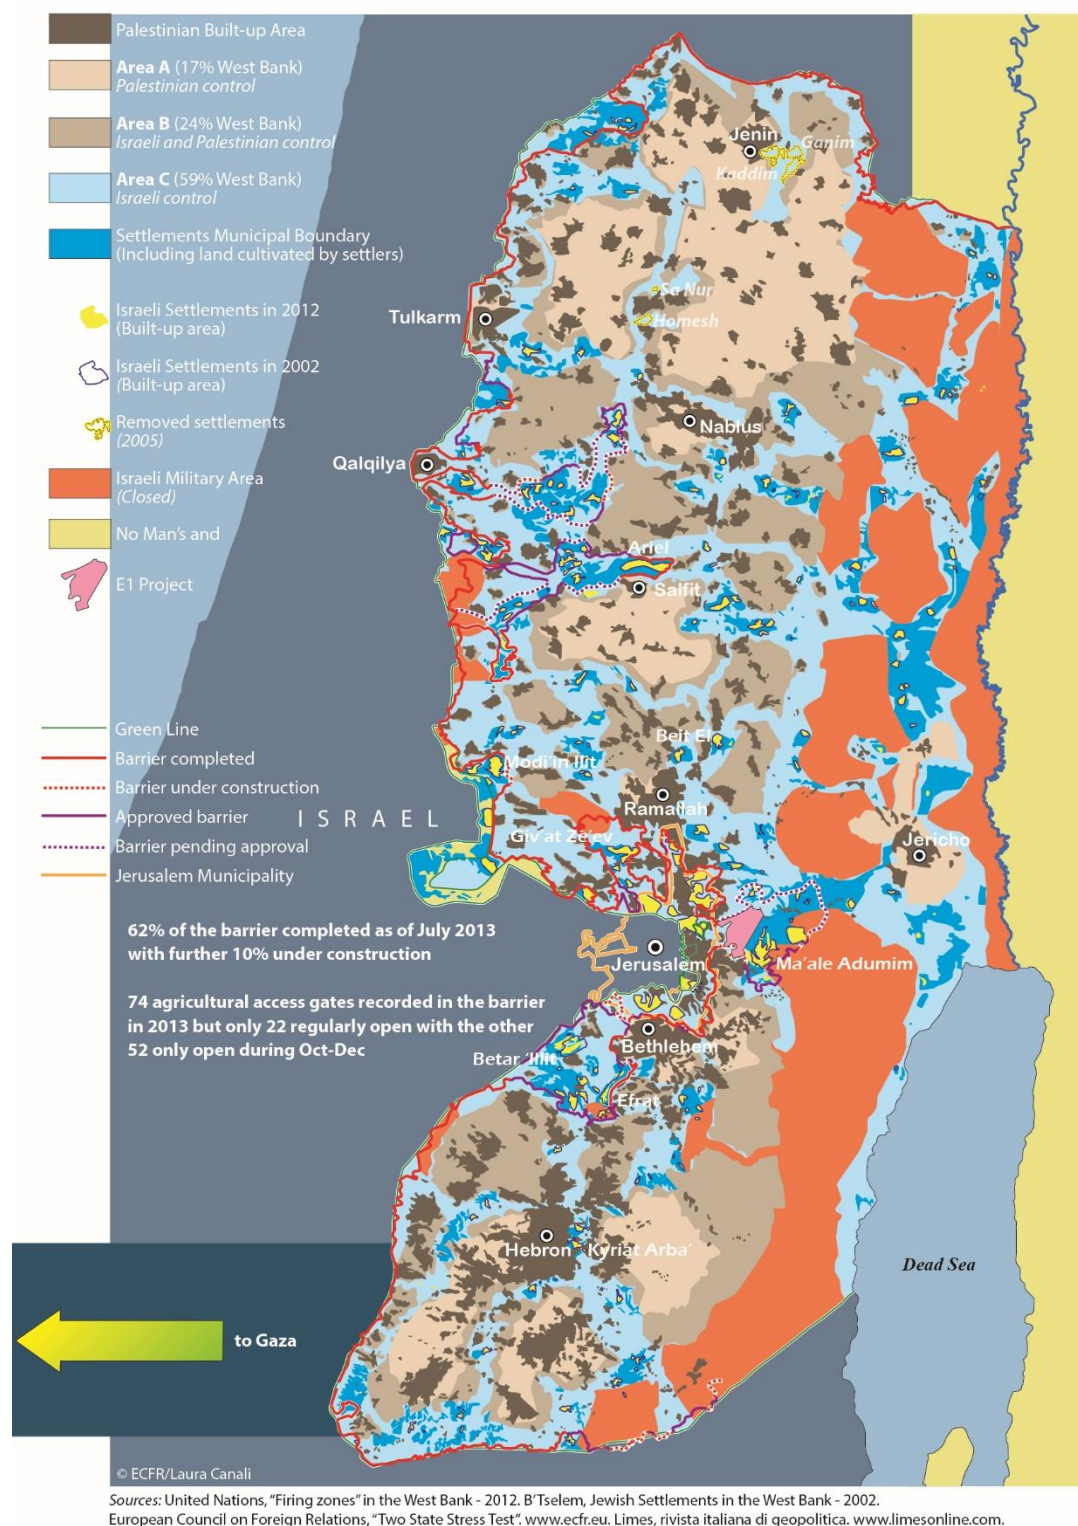 Palestinian Built-up Area
Area A (17% West Bank)
Palestinian control
Area B (24% West Bank)
Israeli and Palestinian control
Area C (59% West Bank)
Israeli control
Settlements Municipal Boundary
(Including land cultivated by settlers)
Israeli Settlements in 2012
(Built-up area)
Israeli Settlements in 2002
(Built-up area)
Removed settlements
(2005)
Israeli Military Area
(Closed)
No Man's and
E1 Project
Green Line
Barrier completed
Barrier under construction
Approved barrier
Barrier pending approval
Jerusalem Municipality
ISRAEL
62% of the barrier completed as of July 2013
with further 10% under construction
74 agricultural access gates recorded in the barrier
in 2013 but only 22 regularly open with the other
52 only open during Oct-Dec
to Gaza
Jenin
Ganim
Kaddim
Sa Nur
Homesh
Tulkarm
Nablus
Qalqilya
Ariel
Salfit
Beit El
Modi'in Ilit
Ramallah
Giv'at Ze'ev
Jericho
Jerusalem
Ma'ale Adumim
Bethlehem
Betar 'Illit
Efrat
Hebron
Kyriat Arba'
Dead Sea
© ECFR/Laura Canali
Sources: United Nations, "Firing zones" in the West Bank - 2012. B'Tselem, Jewish Settlements in the West Bank - 2002.
European Council on Foreign Relations, "Two State Stress Test". www.ecfr.eu. Limes, rivista italiana di geopolitica. www.limesonline.com.